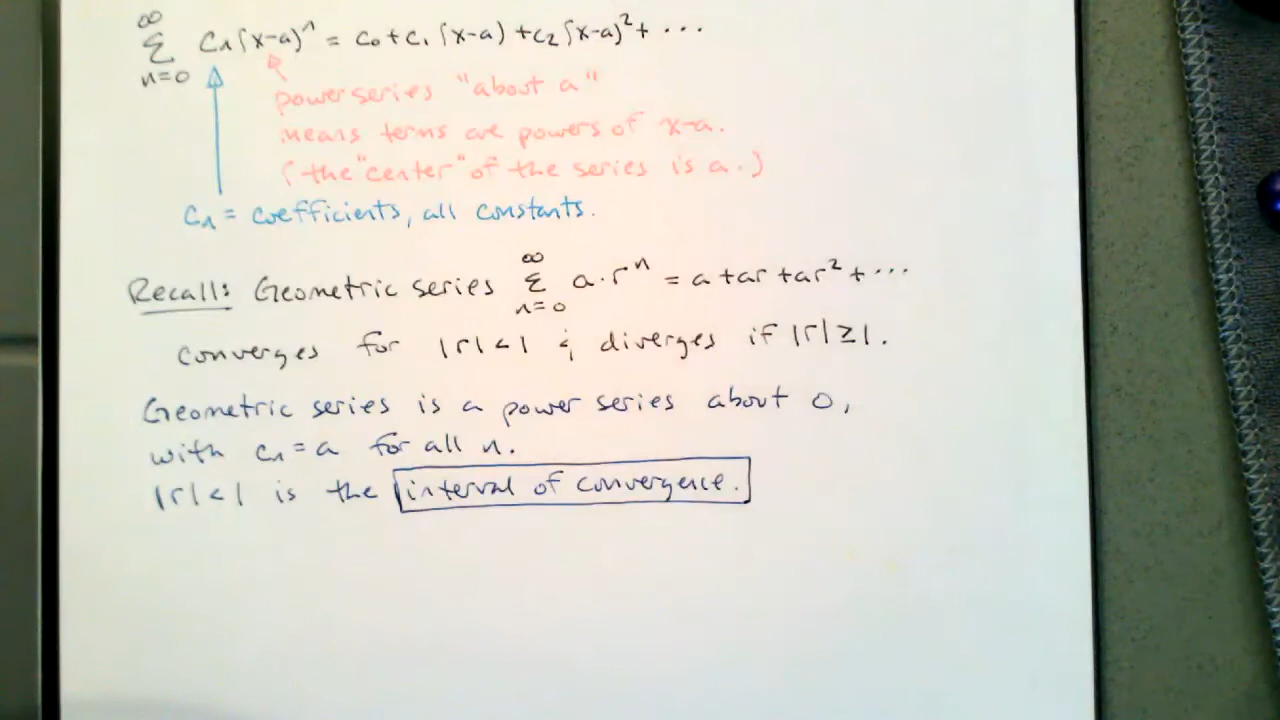 ∞
Σ cₙ(x-a)ⁿ = c₀+c₁(x-a)+c₂(x-a)²+ ···
n=0
power series "about a"
means terms are powers of x-a.
(the "center" of the series is a.)
cₙ = coefficients, all constants.
Recall: Geometric series ∞ Σ n=0 a·rⁿ = a+ar+ar²+ ···
converges for |r|<1 & diverges if |r|≥1.
Geometric series is a power series about 0,
with cₙ=a for all n.
|r|<1 is the interval of convergence.